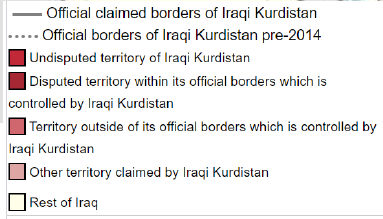 Official claimed borders of Iraqi Kurdistan
Official borders of Iraqi Kurdistan pre-2014
Undisputed territory of Iraqi Kurdistan
Disputed territory within its official borders which is
controlled by Iraqi Kurdistan
Territory outside of its official borders which is controlled by
Iraqi Kurdistan
Other territory claimed by Iraqi Kurdistan
Rest of Iraq